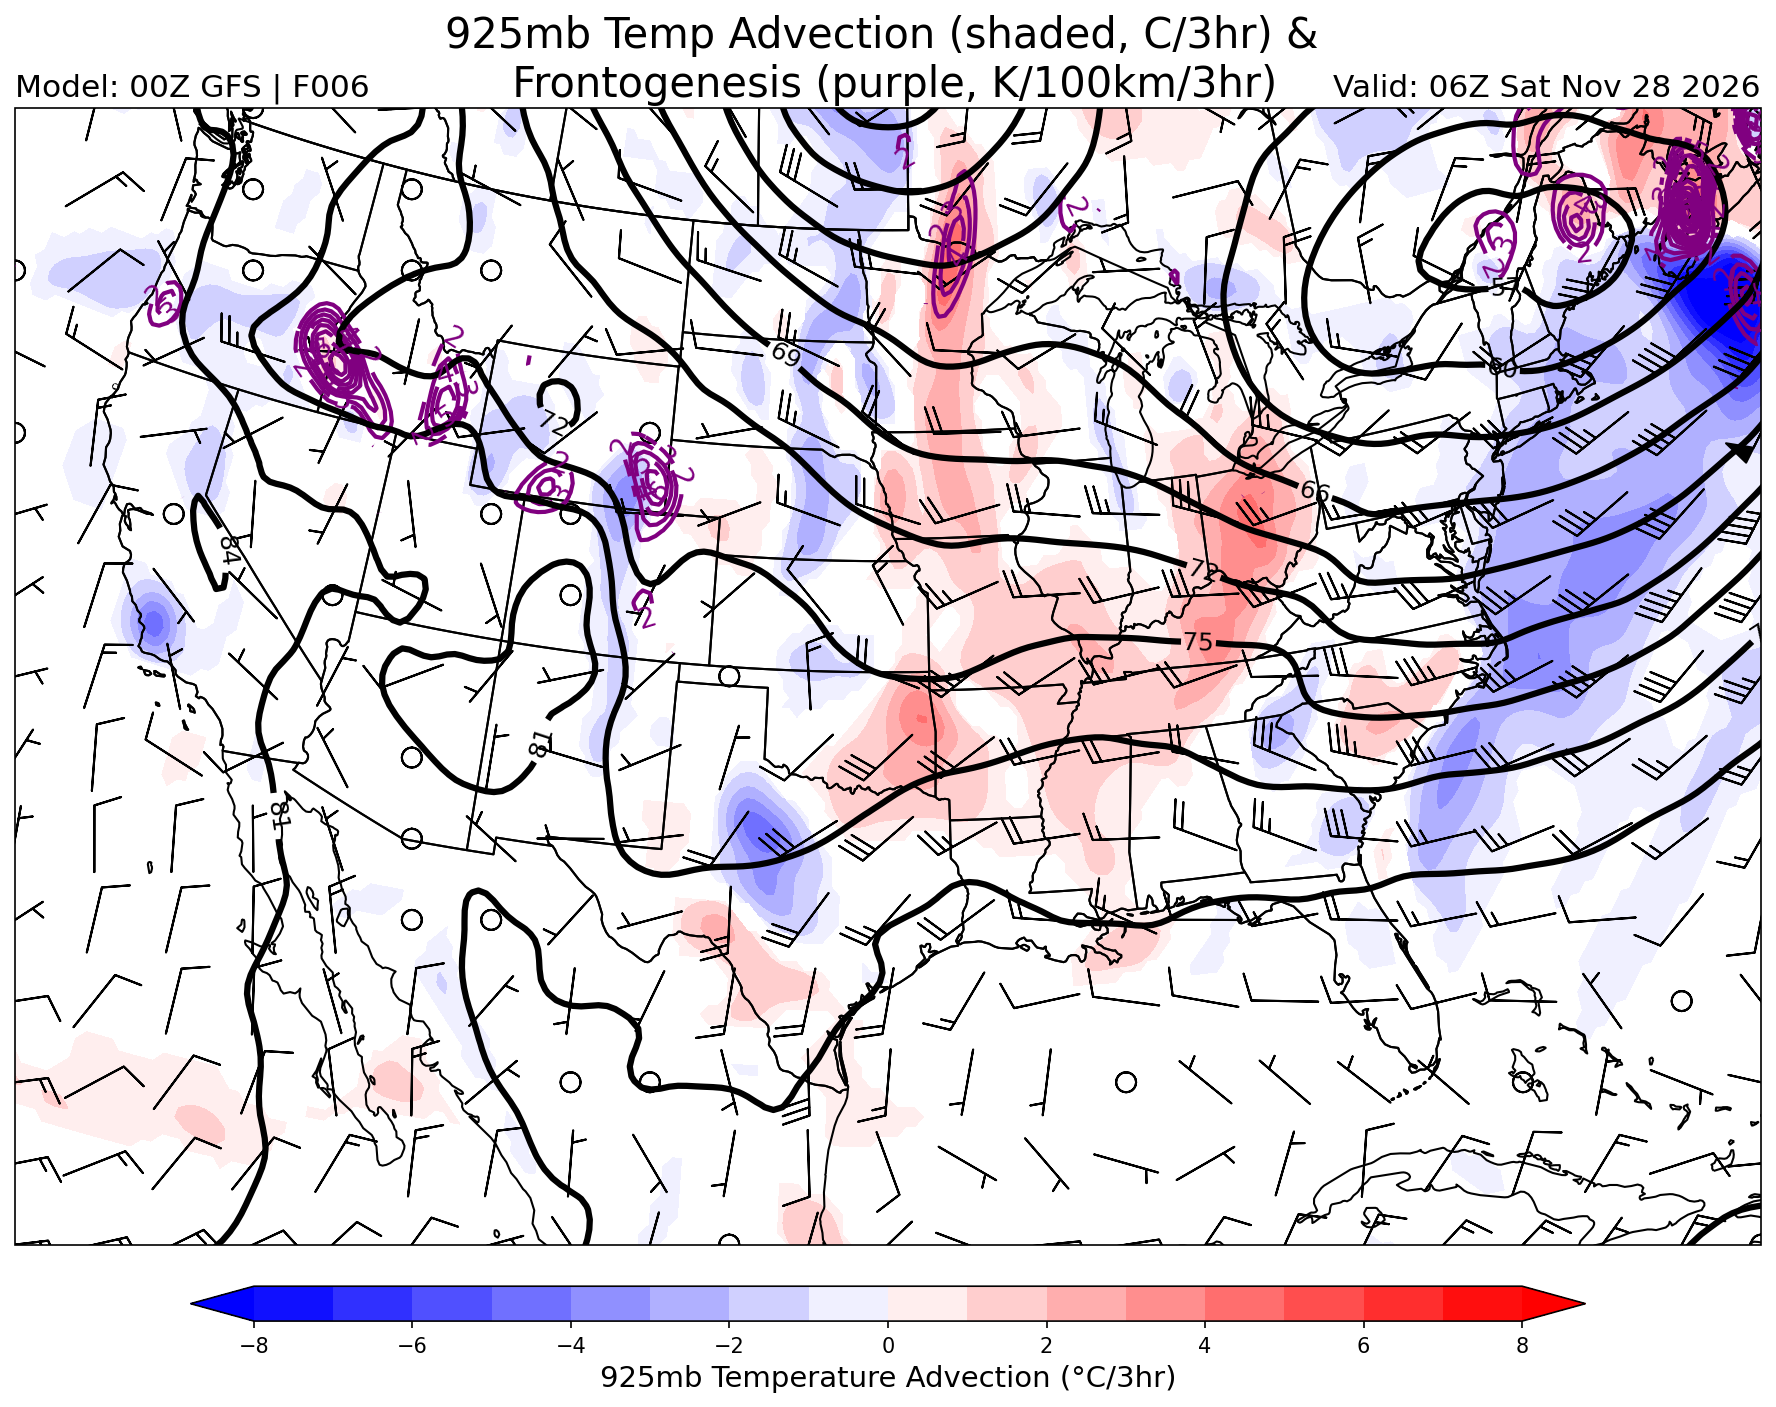 925mb Temp Advection (shaded, C/3hr) &
Model: 00Z GFS | F006
Frontogenesis (purple, K/100km/3hr)
Valid: 06Z Sat Nov 28 2026
69
72
66
60
57
72
75
84
81
81
−8 −6 −4 −2 0 2 4 6 8
925mb Temperature Advection (°C/3hr)